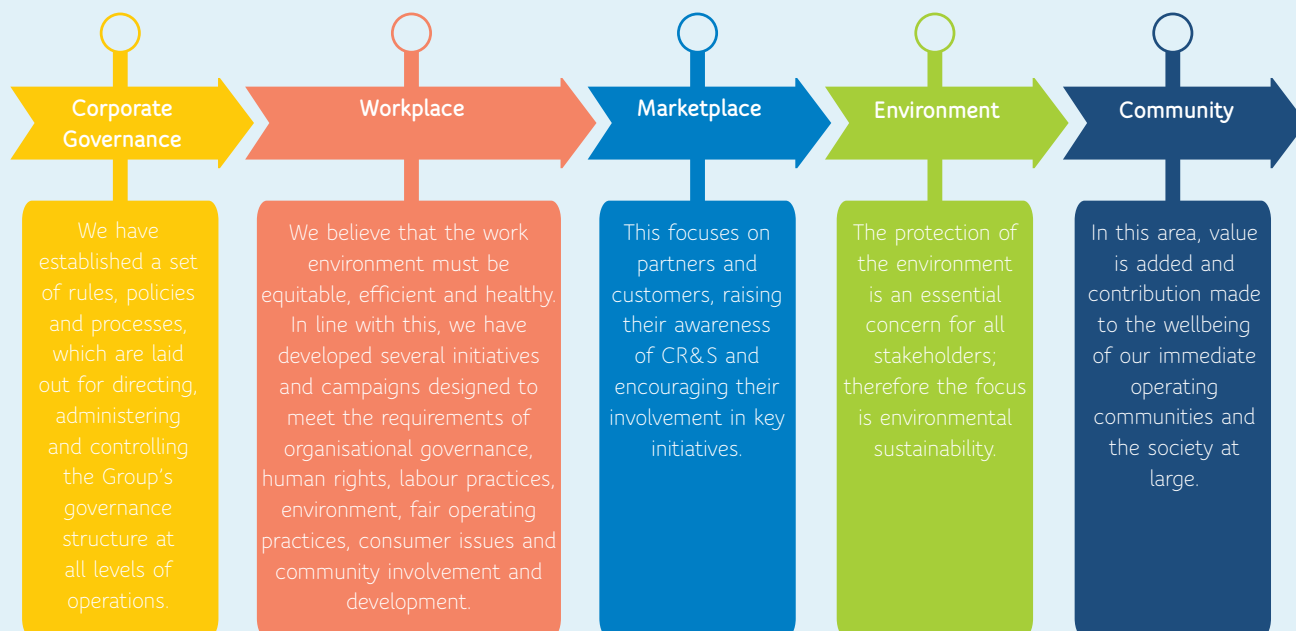 Corporate
Governance
We have
established a set
of rules, policies
and processes,
which are laid
out for directing,
administering
and controlling
the Group's
governance
structure at
all levels of
operations.
Workplace
We believe that the work
environment must be
equitable, efficient and healthy.
In line with this, we have
developed several initiatives
and campaigns designed to
meet the requirements of
organisational governance,
human rights, labour practices,
environment, fair operating
practices, consumer issues and
community involvement and
development.
Marketplace
This focuses on
partners and
customers, raising
their awareness
of CR&S and
encouraging their
involvement in key
initiatives.
Environment
The protection of
the environment
is an essential
concern for all
stakeholders;
therefore the focus
is environmental
sustainability.
Community
In this area, value
is added and
contribution made
to the wellbeing
of our immediate
operating
communities and
the society at
large.